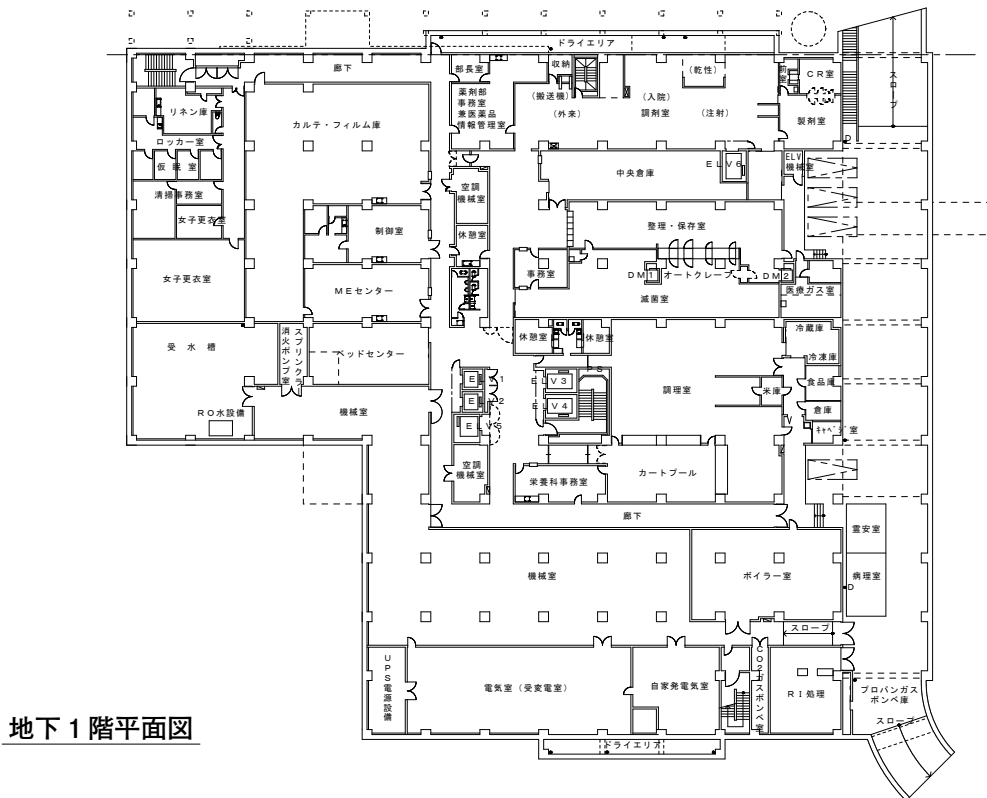 ドライエリア
廊下
部長室
収納
(乾性)
前室
CR室
スロープ
リネン庫
カルテ・フィルム庫
薬剤部
事務室
兼医薬品
情報管理室
(搬送機)
(外来)
(入院)
調剤室
(注射)
製剤室
D
ロッカー室
仮眠室
清掃事務室
女子更衣室
空調
機械室
中央倉庫
ELV6
ELV
機械室
制御室
休憩室
整理・保存室
女子更衣室
MEセンター
事務室
DM1
オートクレーブ
DM2
滅菌室
医療ガス室
受水槽
消火ポンプ室
スプリンクラー
ベッドセンター
休憩室
休憩室
PS
冷蔵庫
冷凍庫
ELV1
ELV2
ELV3
ELV4
ELV5
調理室
米庫
食品庫
倉庫
RO水設備
機械室
空調
機械室
栄養科事務室
カートプール
廊下
霊安室
機械室
ボイラー室
病理室
D
スロープ
UPS電源設備
電気室(受変電室)
自家発電気室
CO2ガスボンベ室
RI処理
プロパンガス
ボンベ庫
スロープ
ドライエリア
地下1階平面図